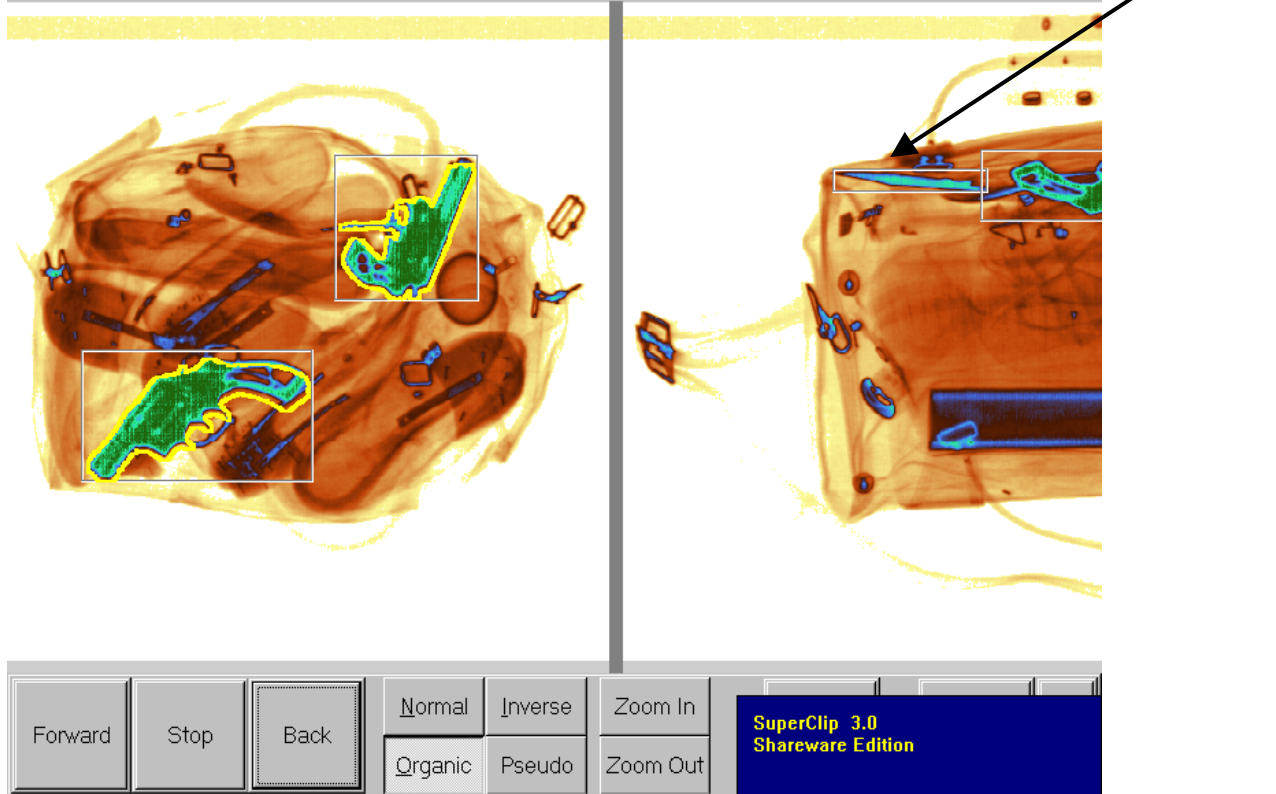 Forward
Stop
Back
Normal
Inverse
Zoom In
Organic
Pseudo
Zoom Out
SuperClip 3.0
Shareware Edition